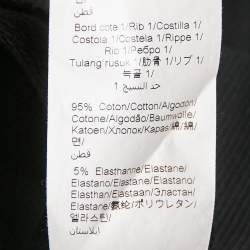 Bord cote 1/Rib 1/Costilla 1/
Costola 1/Costela 1/Rippe 1/
Rib 1/Ребро 1/
Tulang rusuk 1/肋骨 1/リブ 1/
늑골 1/
حد النسيج 1
95% Coton/Cotton/Algodón/
Cotone/Algodão/Baumwolle/
Katoen/Хлопок/Kapas/棉/綿/
면/
قطن
5% Elasthanne/Elastane/
Elastano/Elastan/Elastano/
Elastan/Elastaan/Эластан/
Elastane/氨纶/ポリウレタン/
엘라스틴/
ايلاستان